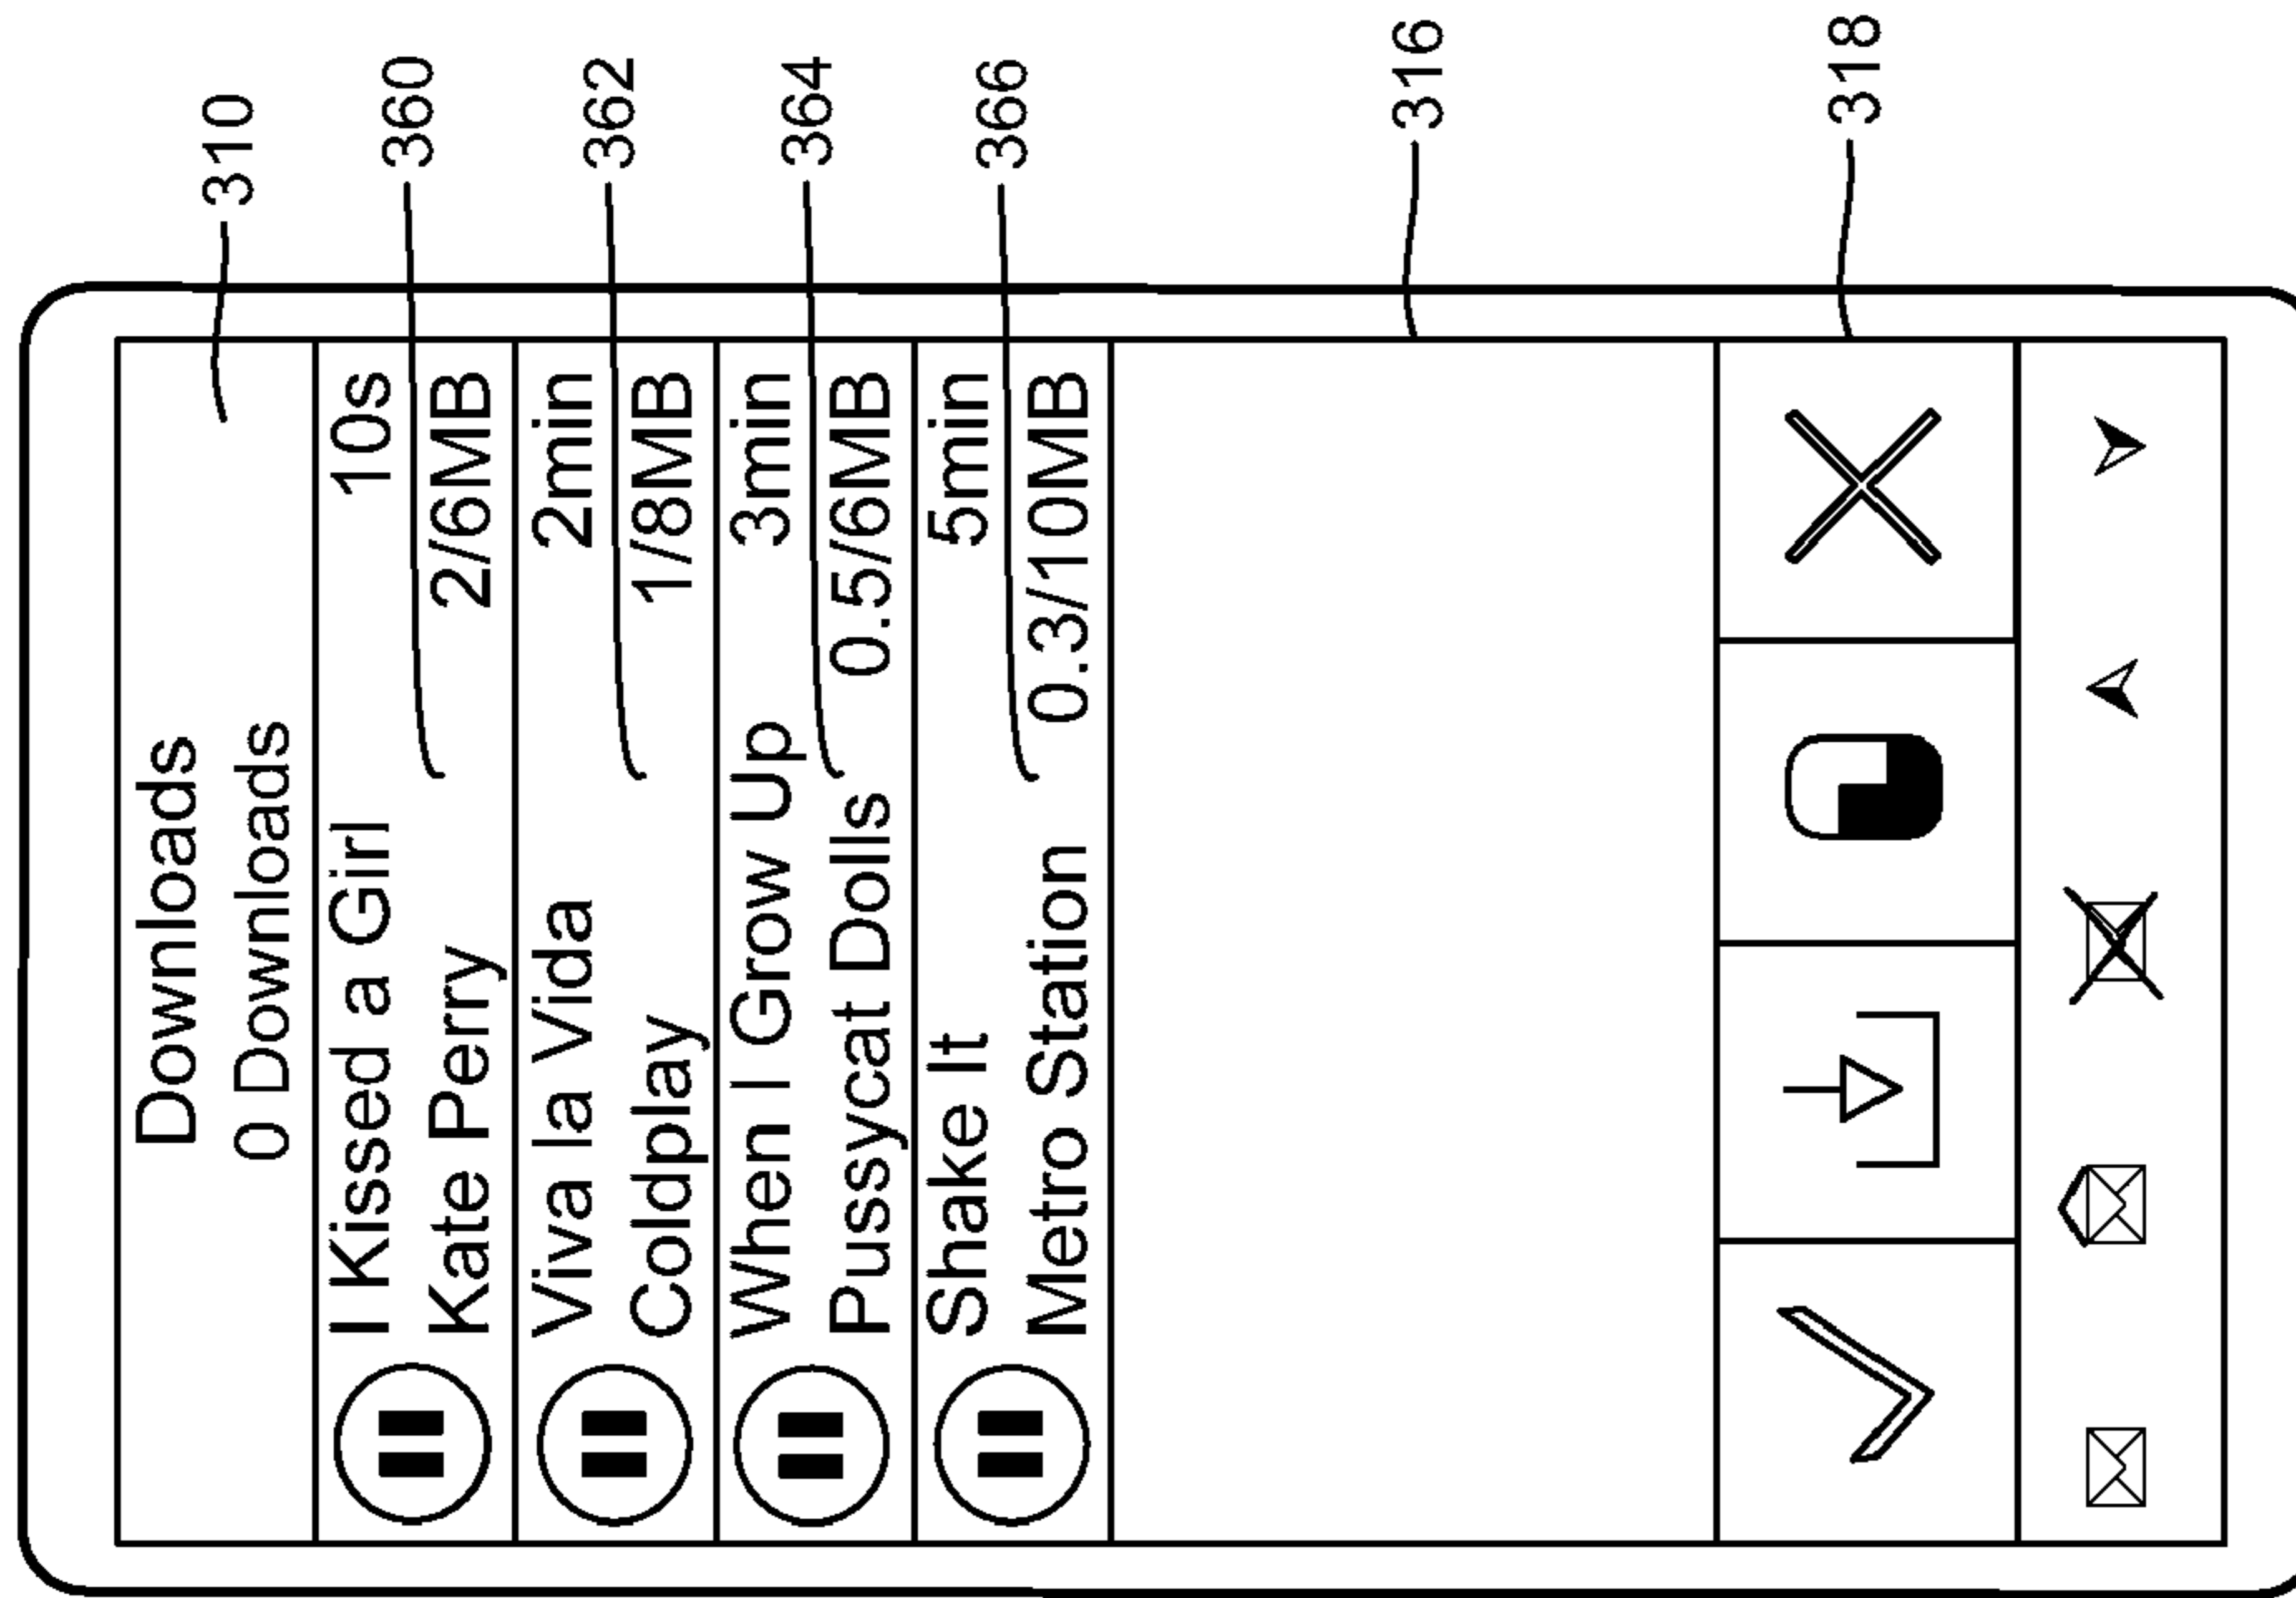 Downloads
0 Downloads
310
I Kissed a Girl 10s
Kate Perry 2/6MB
360
Viva la Vida 2min
Coldplay 1/8MB
362
When I Grow Up 3min
Pussycat Dolls 0.5/6MB
364
Shake It 5min
Metro Station 0.3/10MB
366
316
318